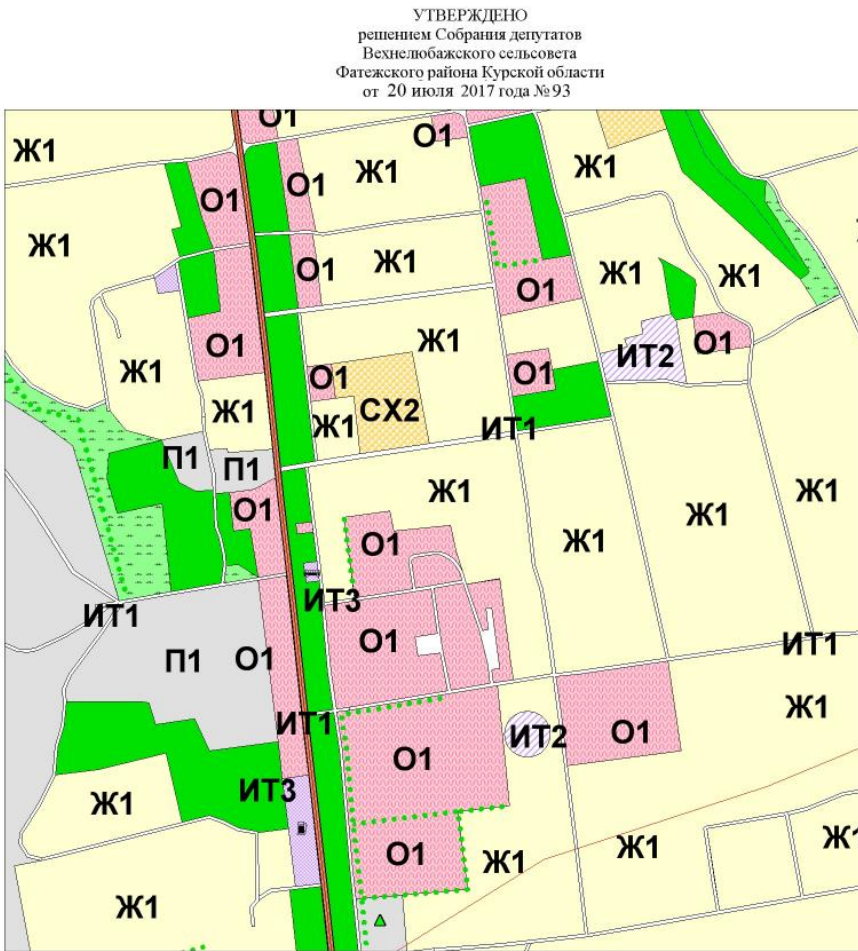 УТВЕРЖДЕНО
решением Собрания депутатов
Вехнелюбажского сельсовета
Фатежского района Курской области
от 20 июля 2017 года №93
О1
О1
Ж1
Ж1
О1
О1
Ж1
Ж1
О1
Ж1
Ж1
Ж1
О1
О1
Ж1
О1
ИТ2
О1
Ж1
О1
О1
СХ2
Ж1
Ж1
ИТ1
П1
П1
Ж1
Ж1
О1
Ж1
О1
Ж1
ИТ3
ИТ1
О1
ИТ1
П1
О1
Ж1
ИТ1
ИТ2
О1
О1
ИТ3
Ж1
Ж1
О1
Ж1
Ж1
Ж1